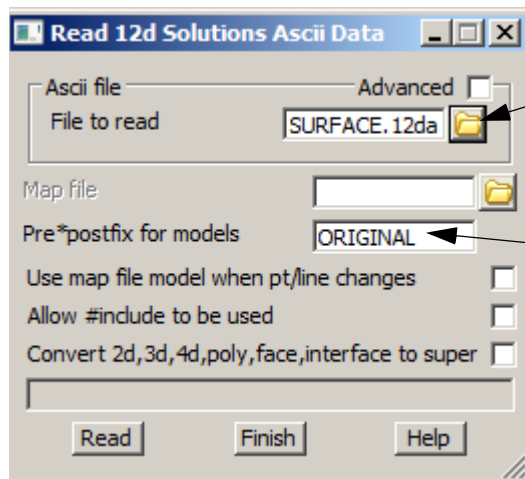 Read 12d Solutions Ascii Data
Ascii file Advanced
File to read SURFACE.12da
Map file
Pre*postfix for models ORIGINAL
Use map file model when pt/line changes
Allow #include to be used
Convert 2d,3d,4d,poly,face,interface to super
Read Finish Help